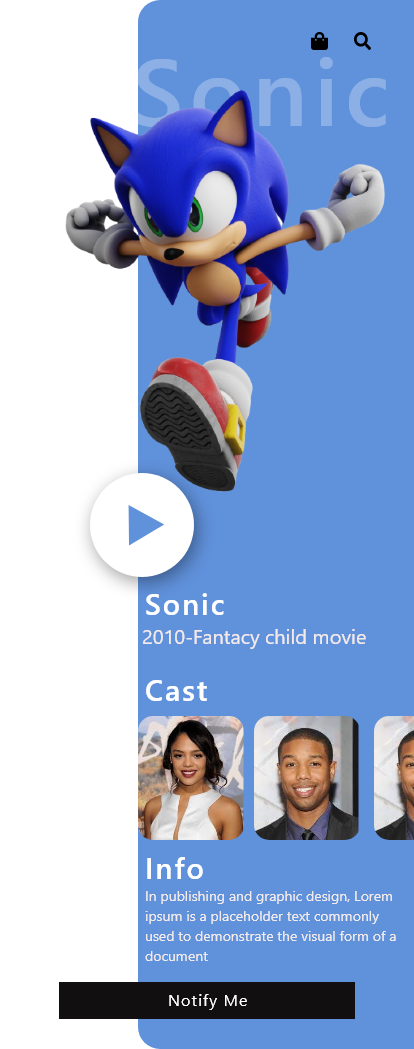 Sonic
Sonic
2010-Fantacy child movie
Cast
Info
In publishing and graphic design, Lorem
ipsum is a placeholder text commonly
used to demonstrate the visual form of a
document
Notify Me